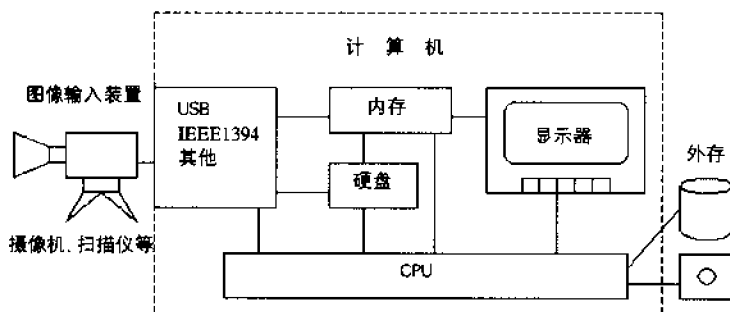 计 算 机
图像输入装置
USB
IEEE1394
其他
内存
显示器
外存
硬盘
摄像机、扫描仪等
CPU